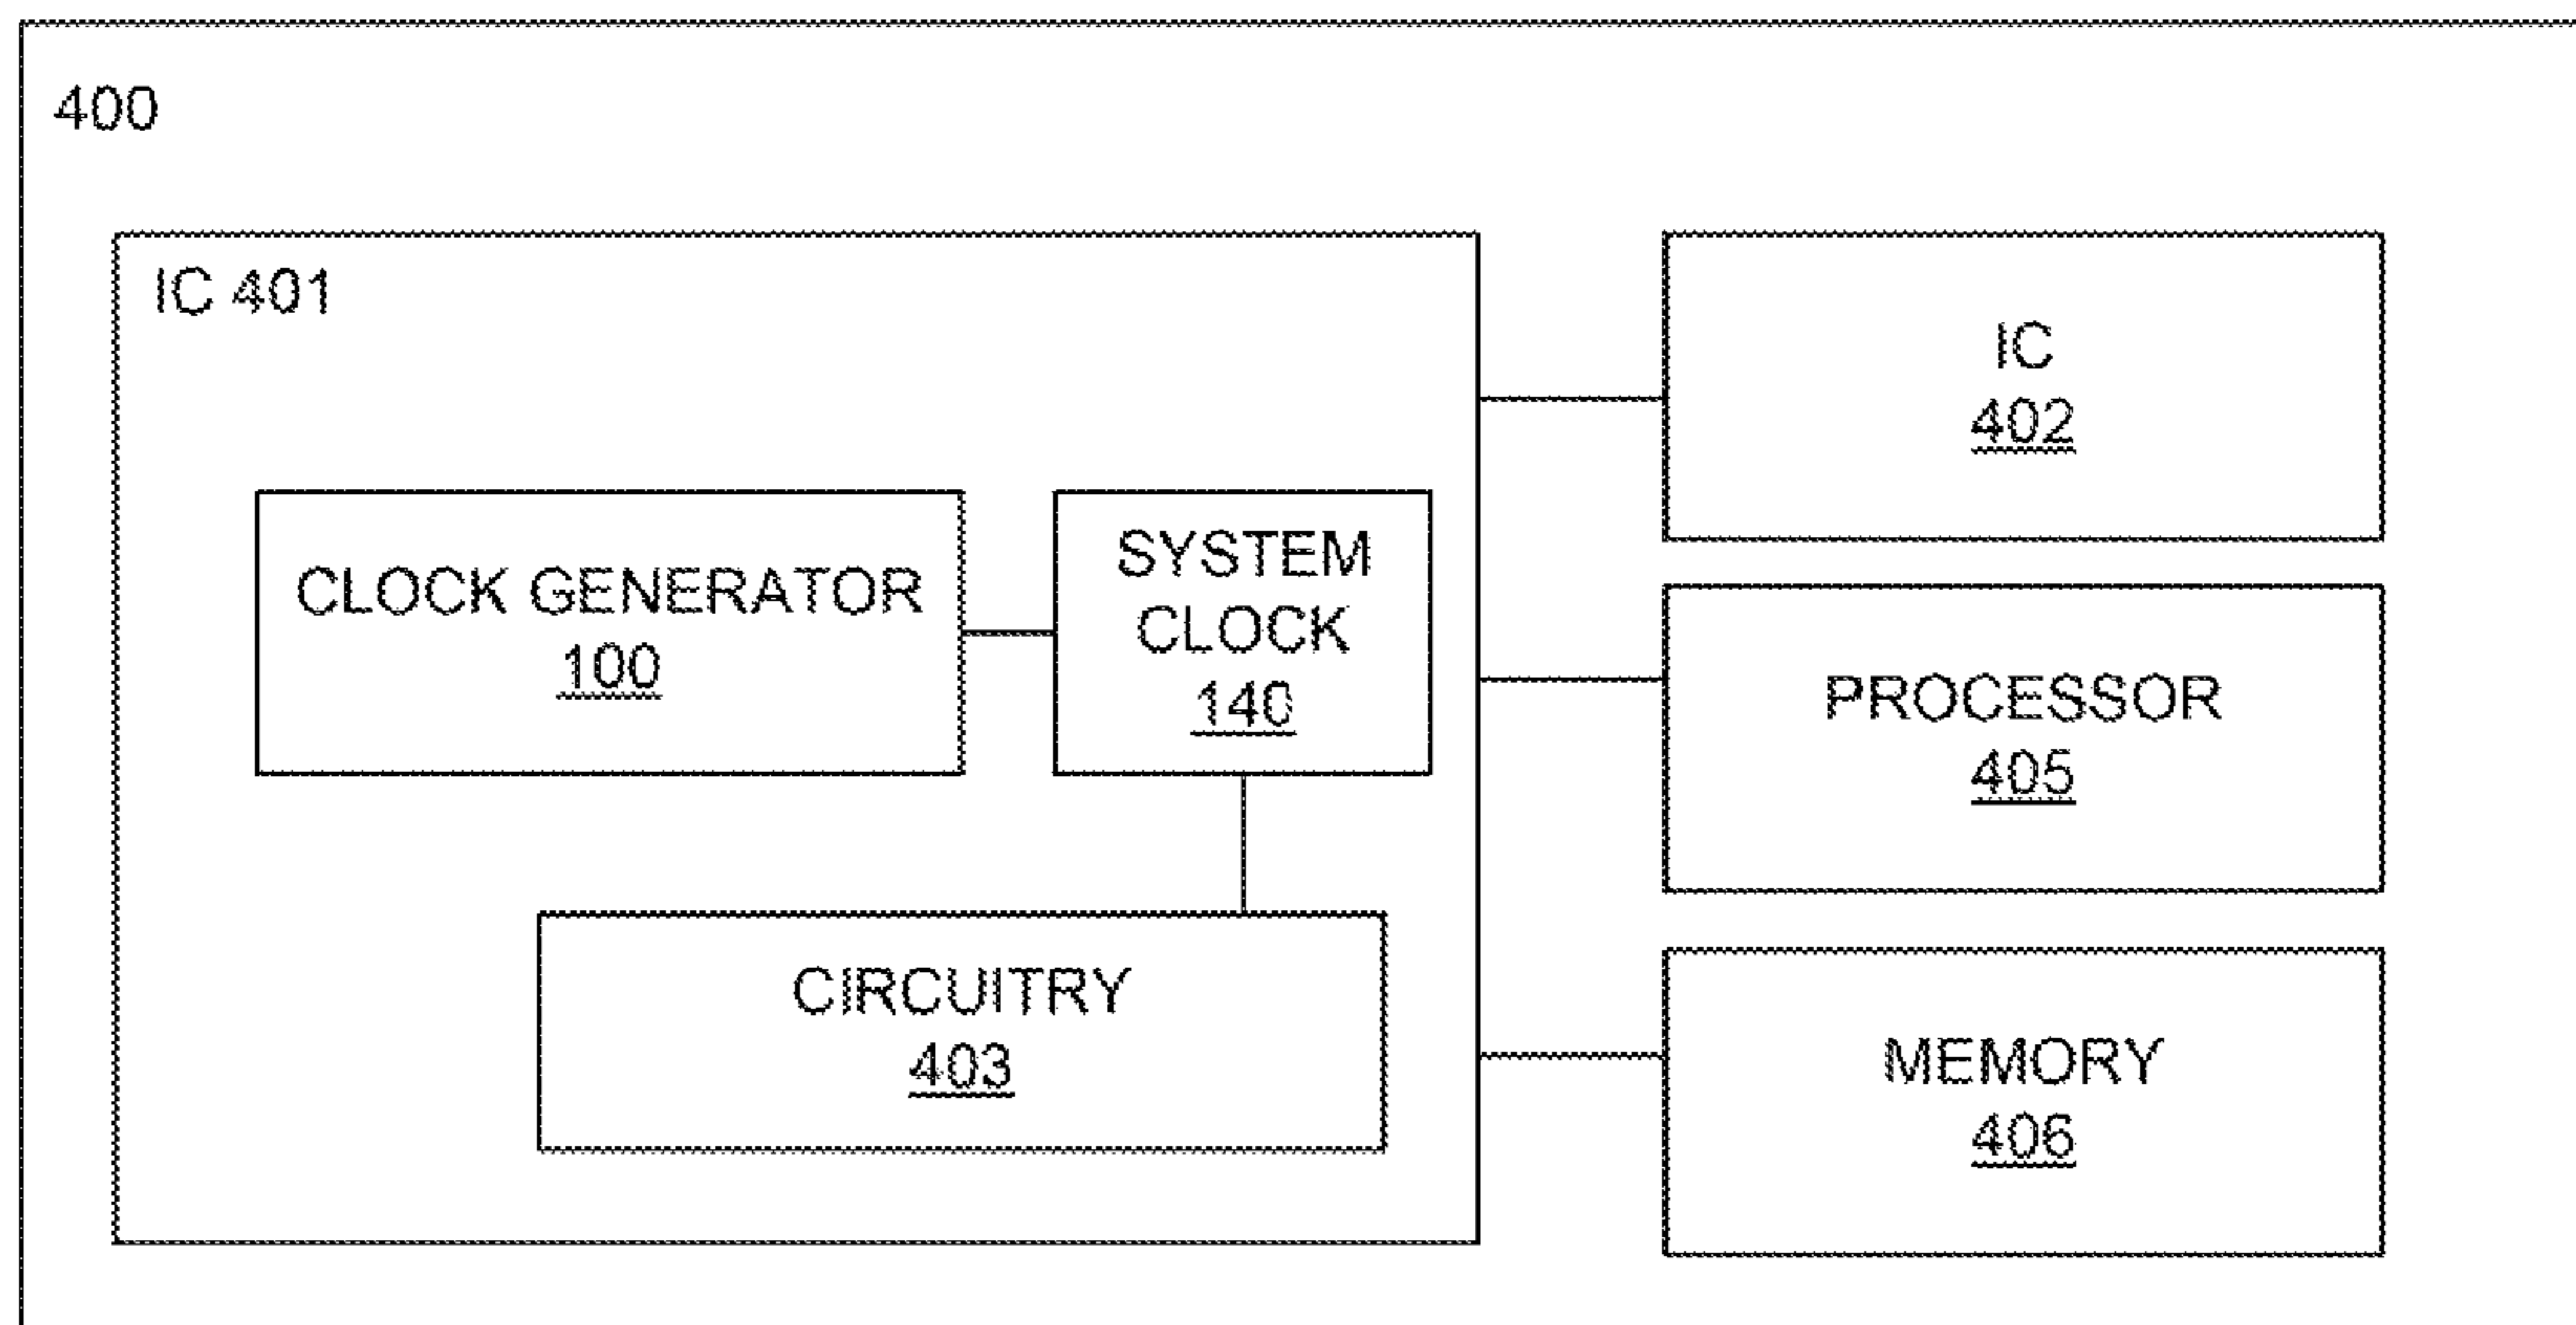 400
IC 401
CLOCK GENERATOR
100
SYSTEM
CLOCK
140
CIRCUITRY
403
IC
402
PROCESSOR
405
MEMORY
406